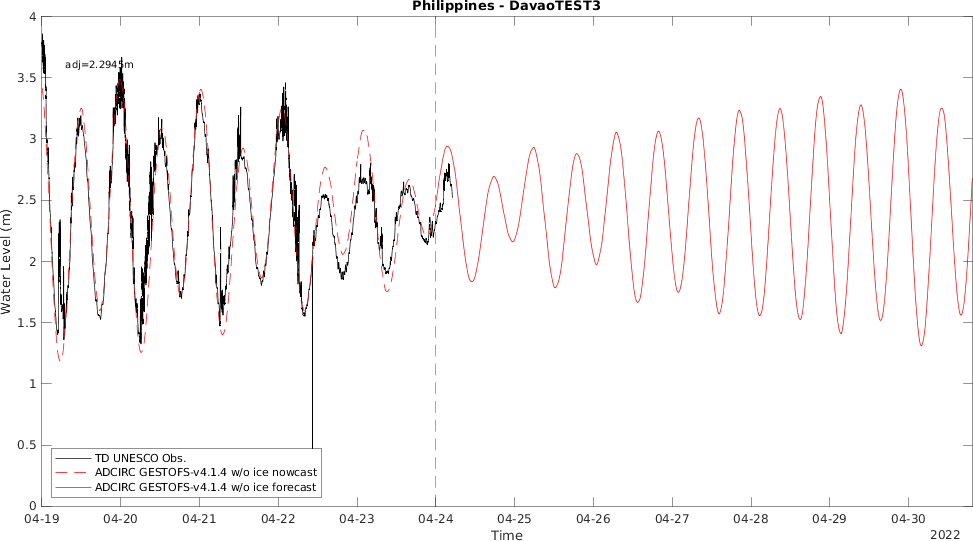 Philippines - DavaoTEST3
4
3.5
3
2.5
2
1.5
1
0.5
0
Water Level (m)
adj=2.2945m
TD UNESCO Obs.
ADCIRC GESTOFS-v4.1.4 w/o ice nowcast
ADCIRC GESTOFS-v4.1.4 w/o ice forecast
04-19 04-20 04-21 04-22 04-23 04-24 04-25 04-26 04-27 04-28 04-29 04-30
Time
2022